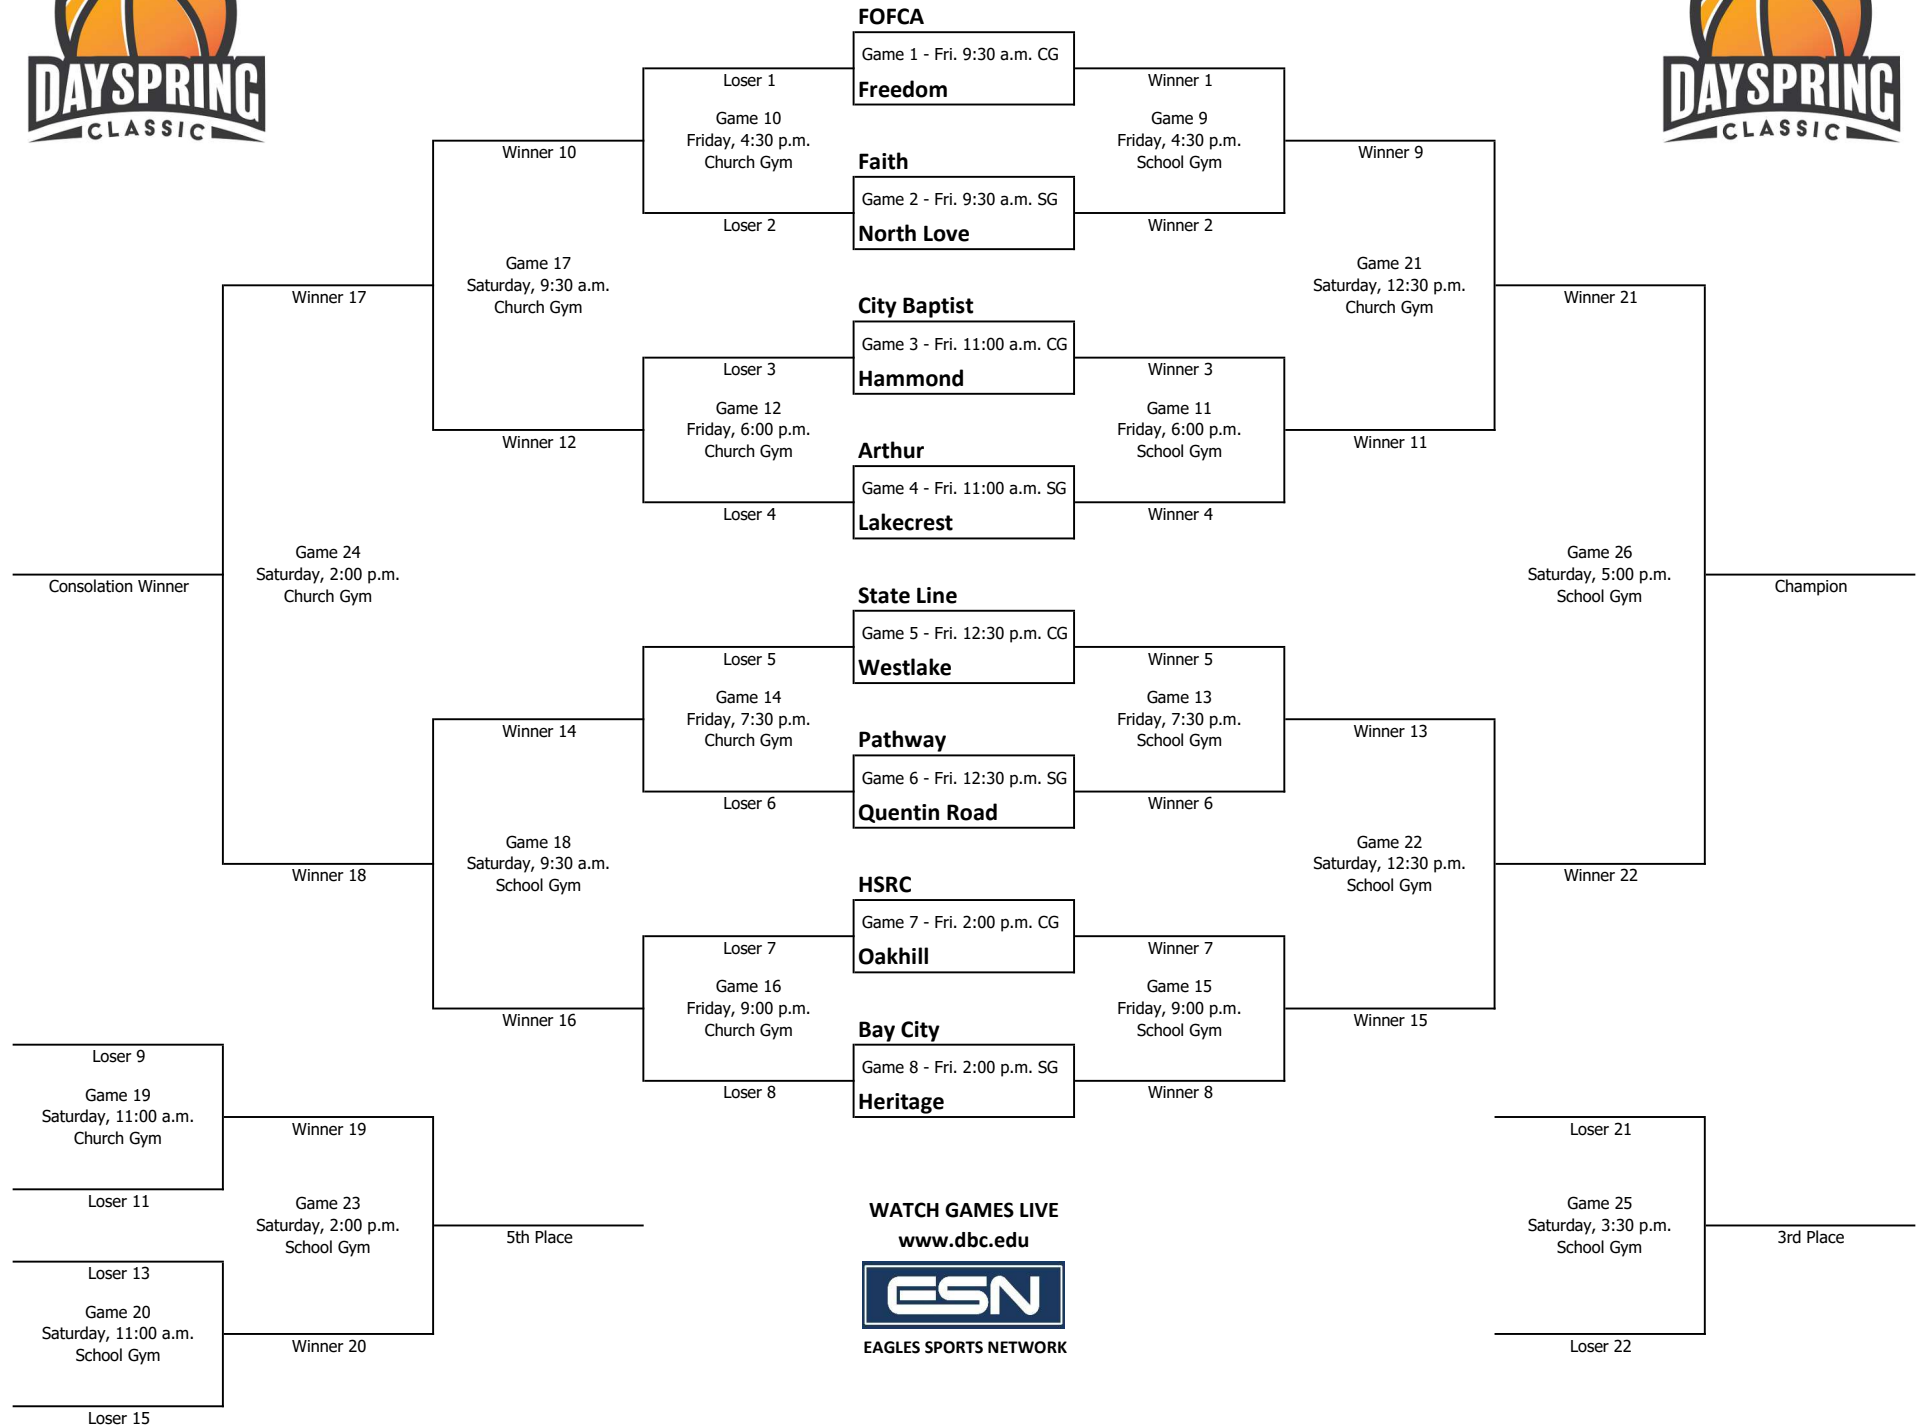 DAYSPRING
CLASSIC
DAYSPRING
CLASSIC
FOFCA
Game 1 - Fri. 9:30 a.m. CG
Freedom
Loser 1
Winner 1
Game 10
Friday, 4:30 p.m.
Church Gym
Game 9
Friday, 4:30 p.m.
School Gym
Winner 10
Winner 9
Faith
Game 2 - Fri. 9:30 a.m. SG
North Love
Loser 2
Winner 2
Game 17
Saturday, 9:30 a.m.
Church Gym
Game 21
Saturday, 12:30 p.m.
Church Gym
Winner 17
Winner 21
City Baptist
Game 3 - Fri. 11:00 a.m. CG
Hammond
Loser 3
Winner 3
Game 12
Friday, 6:00 p.m.
Church Gym
Game 11
Friday, 6:00 p.m.
School Gym
Winner 12
Winner 11
Arthur
Game 4 - Fri. 11:00 a.m. SG
Lakecrest
Loser 4
Winner 4
Game 24
Saturday, 2:00 p.m.
Church Gym
Game 26
Saturday, 5:00 p.m.
School Gym
Consolation Winner
Champion
State Line
Game 5 - Fri. 12:30 p.m. CG
Westlake
Loser 5
Winner 5
Game 14
Friday, 7:30 p.m.
Church Gym
Game 13
Friday, 7:30 p.m.
School Gym
Winner 14
Winner 13
Pathway
Game 6 - Fri. 12:30 p.m. SG
Quentin Road
Loser 6
Winner 6
Game 18
Saturday, 9:30 a.m.
School Gym
Game 22
Saturday, 12:30 p.m.
School Gym
Winner 18
Winner 22
HSRC
Game 7 - Fri. 2:00 p.m. CG
Oakhill
Loser 7
Winner 7
Game 16
Friday, 9:00 p.m.
Church Gym
Game 15
Friday, 9:00 p.m.
School Gym
Winner 16
Winner 15
Bay City
Game 8 - Fri. 2:00 p.m. SG
Heritage
Loser 8
Winner 8
Loser 9
Game 19
Saturday, 11:00 a.m.
Church Gym
Winner 19
Loser 11
Game 23
Saturday, 2:00 p.m.
School Gym
5th Place
Loser 13
Game 20
Saturday, 11:00 a.m.
School Gym
Winner 20
Loser 15
WATCH GAMES LIVE
www.dbc.edu
ESN
EAGLES SPORTS NETWORK
Loser 21
Game 25
Saturday, 3:30 p.m.
School Gym
3rd Place
Loser 22